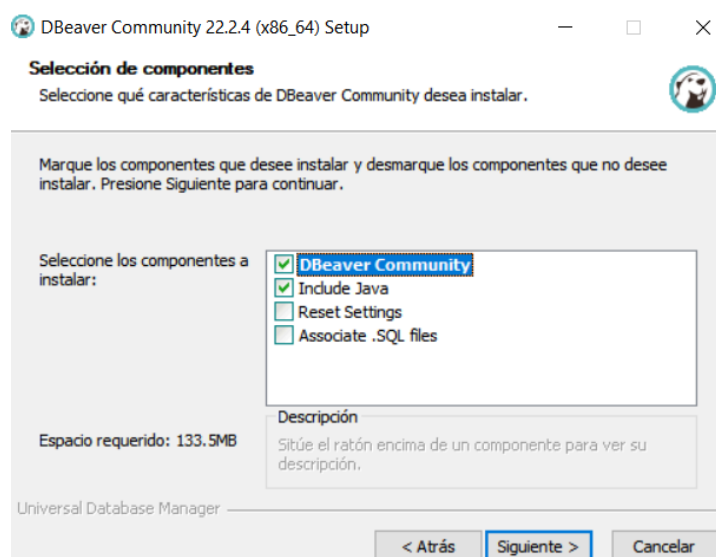 DBeaver Community 22.2.4 (x86_64) Setup
Selección de componentes
Seleccione qué características de DBeaver Community desea instalar.
Marque los componentes que desee instalar y desmarque los componentes que no desee
instalar. Presione Siguiente para continuar.
Seleccione los componentes a
instalar:
DBeaver Community
Include Java
Reset Settings
Associate .SQL files
Espacio requerido: 133.5MB
Descripción
Sitúe el ratón encima de un componente para ver su
descripción.
Universal Database Manager
< Atrás
Siguiente >
Cancelar